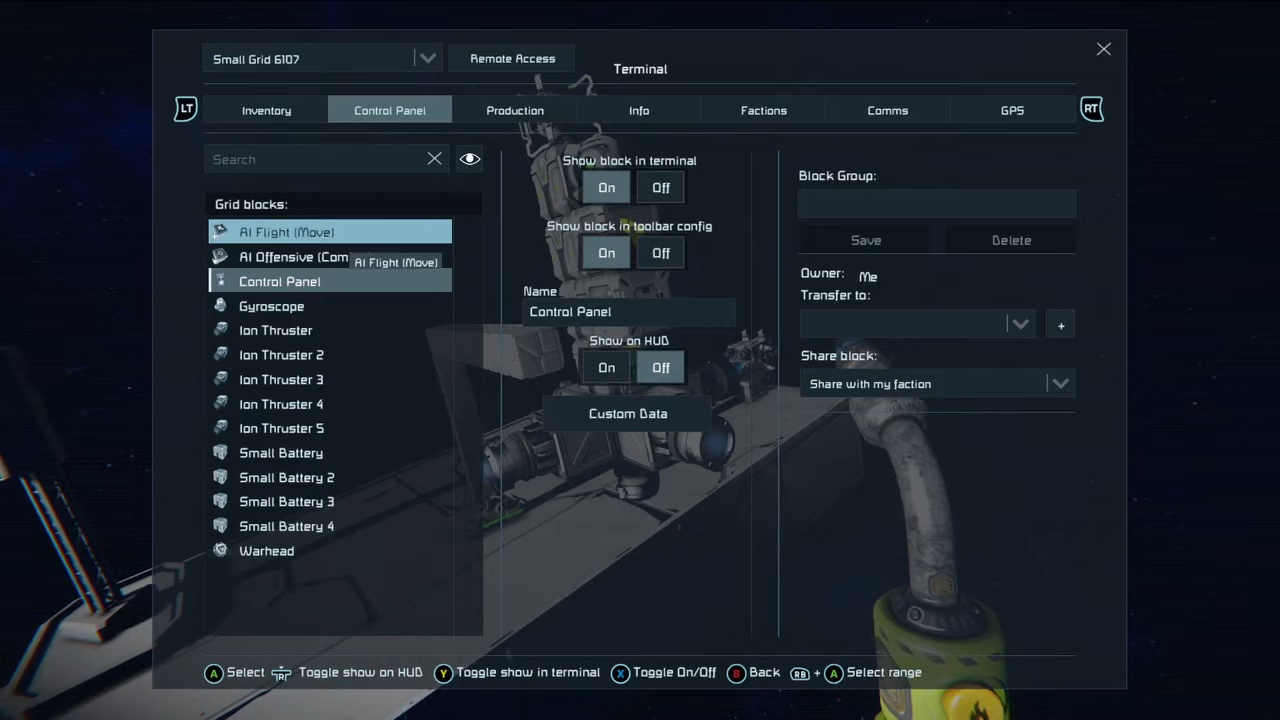 Small Grid 6107
Remote Access
Terminal
LT
Inventory
Control Panel
Production
Info
Factions
Comms
GPS
RT
Search
Grid blocks:
AI Flight (Move)
AI Offensive (Com
AI Flight (Move)
Control Panel
Gyroscope
Ion Thruster
Ion Thruster 2
Ion Thruster 3
Ion Thruster 4
Ion Thruster 5
Small Battery
Small Battery 2
Small Battery 3
Small Battery 4
Warhead
Show block in terminal
On Off
Show block in toolbar config
On Off
Name
Control Panel
Show on HUD
On Off
Custom Data
Block Group:
Save Delete
Owner: Me
Transfer to:
+
Share block:
Share with my faction
A Select R Toggle show on HUD Y Toggle show in terminal X Toggle On/Off B Back RB + A Select range